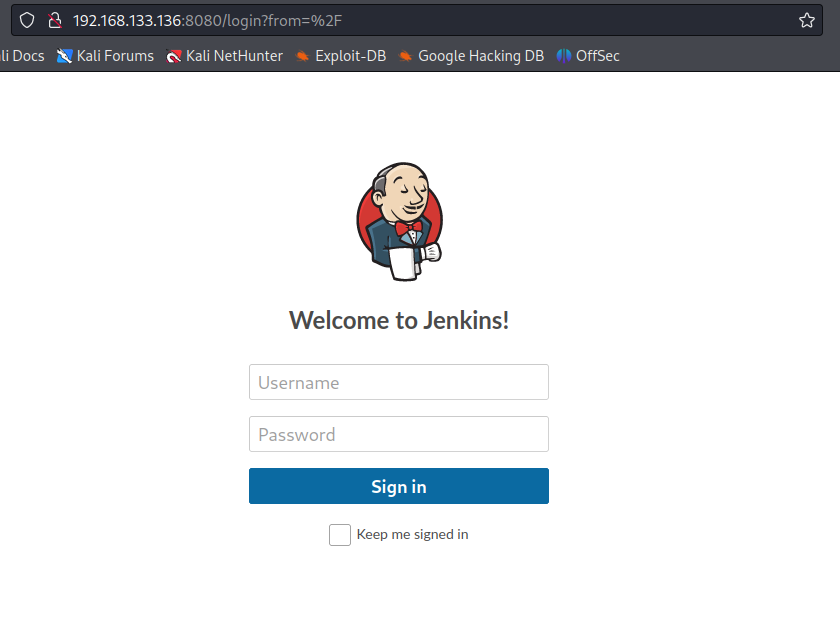 192.168.133.136:8080/login?from=%2F
li Docs Kali Forums Kali NetHunter Exploit-DB Google Hacking DB OffSec
Welcome to Jenkins!
Username
Password
Sign in
Keep me signed in